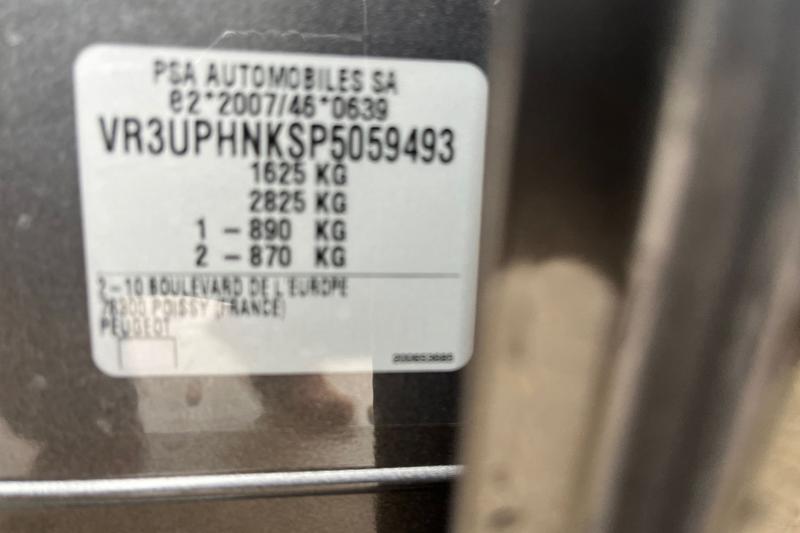 PSA AUTOMOBILES SA
e2*2007/46*0639
VR3UPHNKSP5059493
1625 KG
2825 KG
1 - 890 KG
2 - 870 KG
2-10 BOULEVARD DE L'EUROPE
78300 POISSY (FRANCE)
PEUGEOT